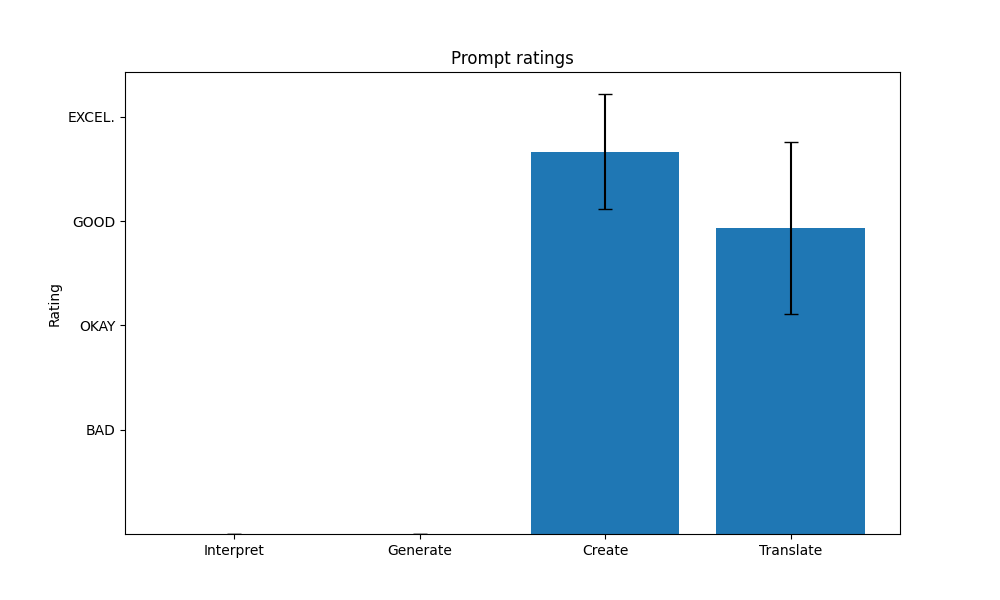 Prompt ratings
EXCEL.
GOOD
OKAY
BAD
Rating
Interpret
Generate
Create
Translate